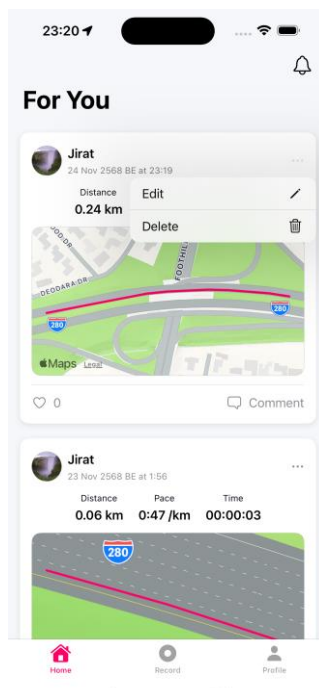 23:20
For You
Jirat
24 Nov 2568 BE at 23:19
Distance
0.24 km
Edit
Delete
DEODARA DR
FOOTHILL
280
280
Maps Legal
0 Comment
Jirat
23 Nov 2568 BE at 1:56
Distance Pace Time
0.06 km 0:47 /km 00:00:03
280
Home Record Profile